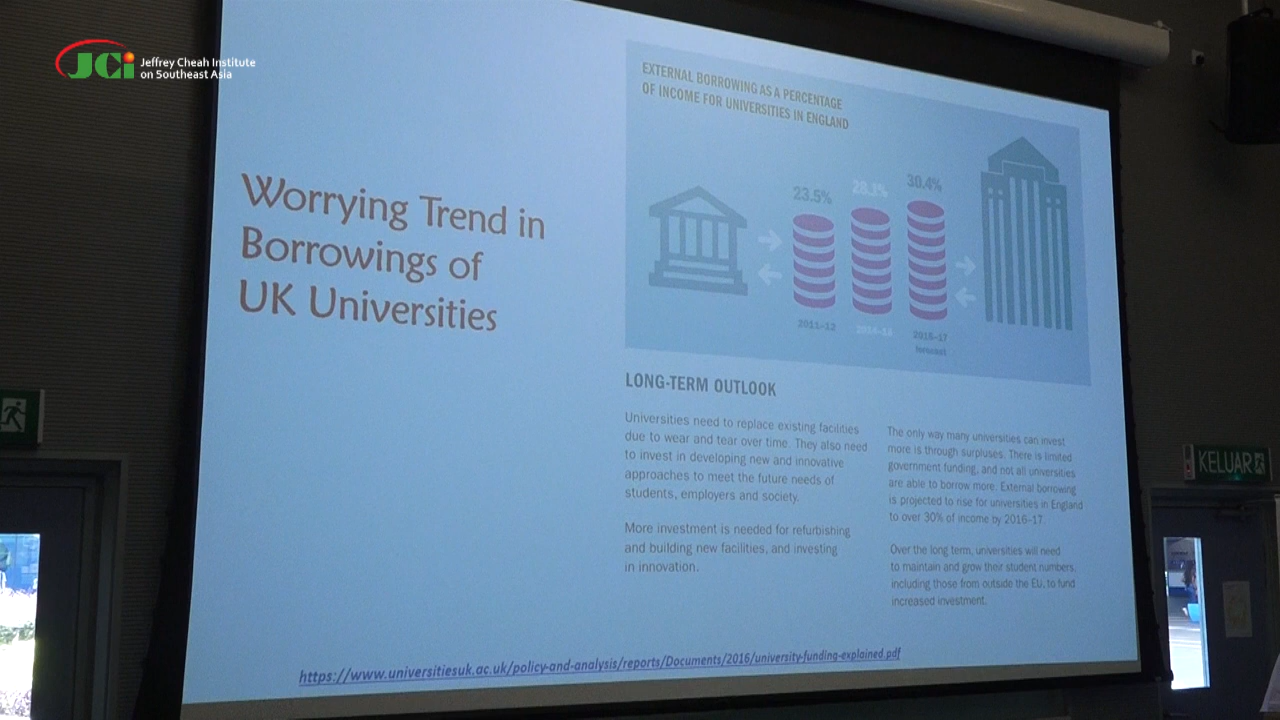 JCi Jeffrey Cheah Institute
on Southeast Asia
Worrying Trend in
Borrowings of
UK Universities
EXTERNAL BORROWING AS A PERCENTAGE
OF INCOME FOR UNIVERSITIES IN ENGLAND
23.5% 28.1% 30.4%
2011–12 2016–17
forecast
LONG-TERM OUTLOOK
Universities need to replace existing facilities
due to wear and tear over time. They also need
to invest in developing new and innovative
approaches to meet the future needs of
students, employers and society.
More investment is needed for refurbishing
and building new facilities, and investing
in innovation.
The only way many universities can invest
more is through surpluses. There is limited
government funding, and not all universities
are able to borrow more. External borrowing
is projected to rise for universities in England
to over 30% of income by 2016–17.
Over the long term, universities will need
to maintain and grow their student numbers,
including those from outside the EU, to fund
increased investment.
https://www.universitiesuk.ac.uk/policy-and-analysis/reports/Documents/2016/university-funding-explained.pdf
KELUAR